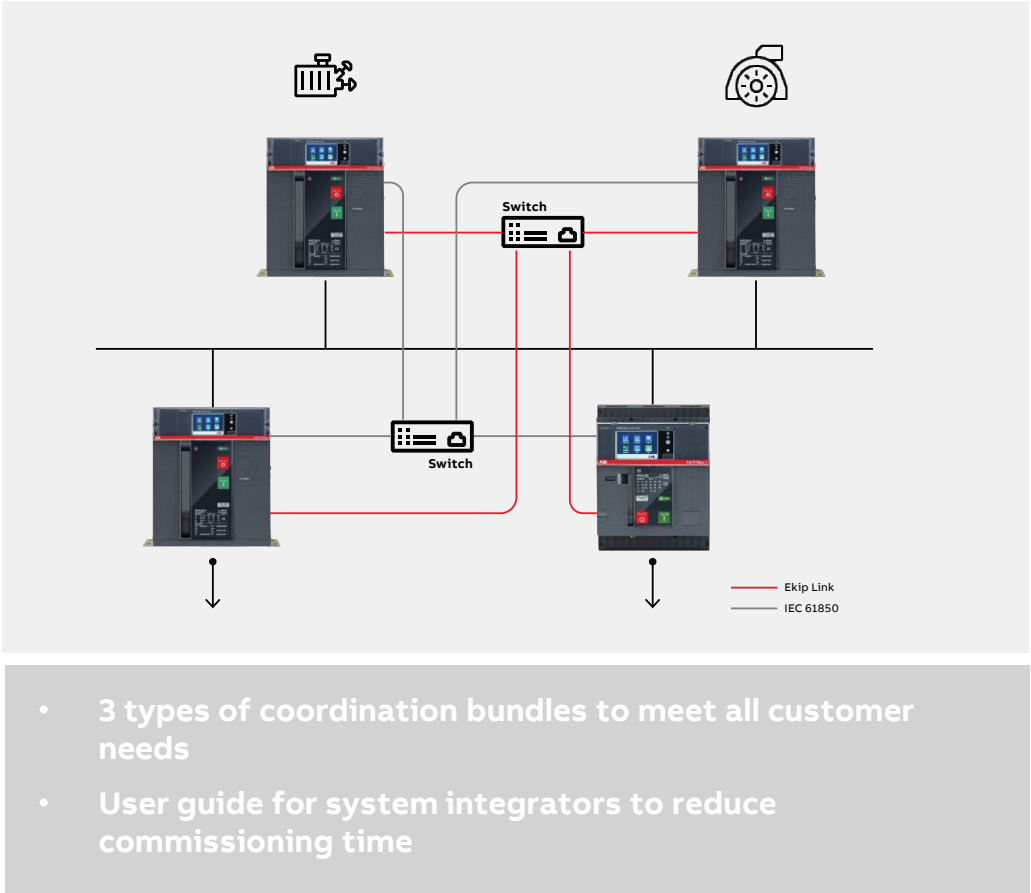 Switch
Switch
Ekip Link
IEC 61850
• 3 types of coordination bundles to meet all customer
needs
• User guide for system integrators to reduce
commissioning time